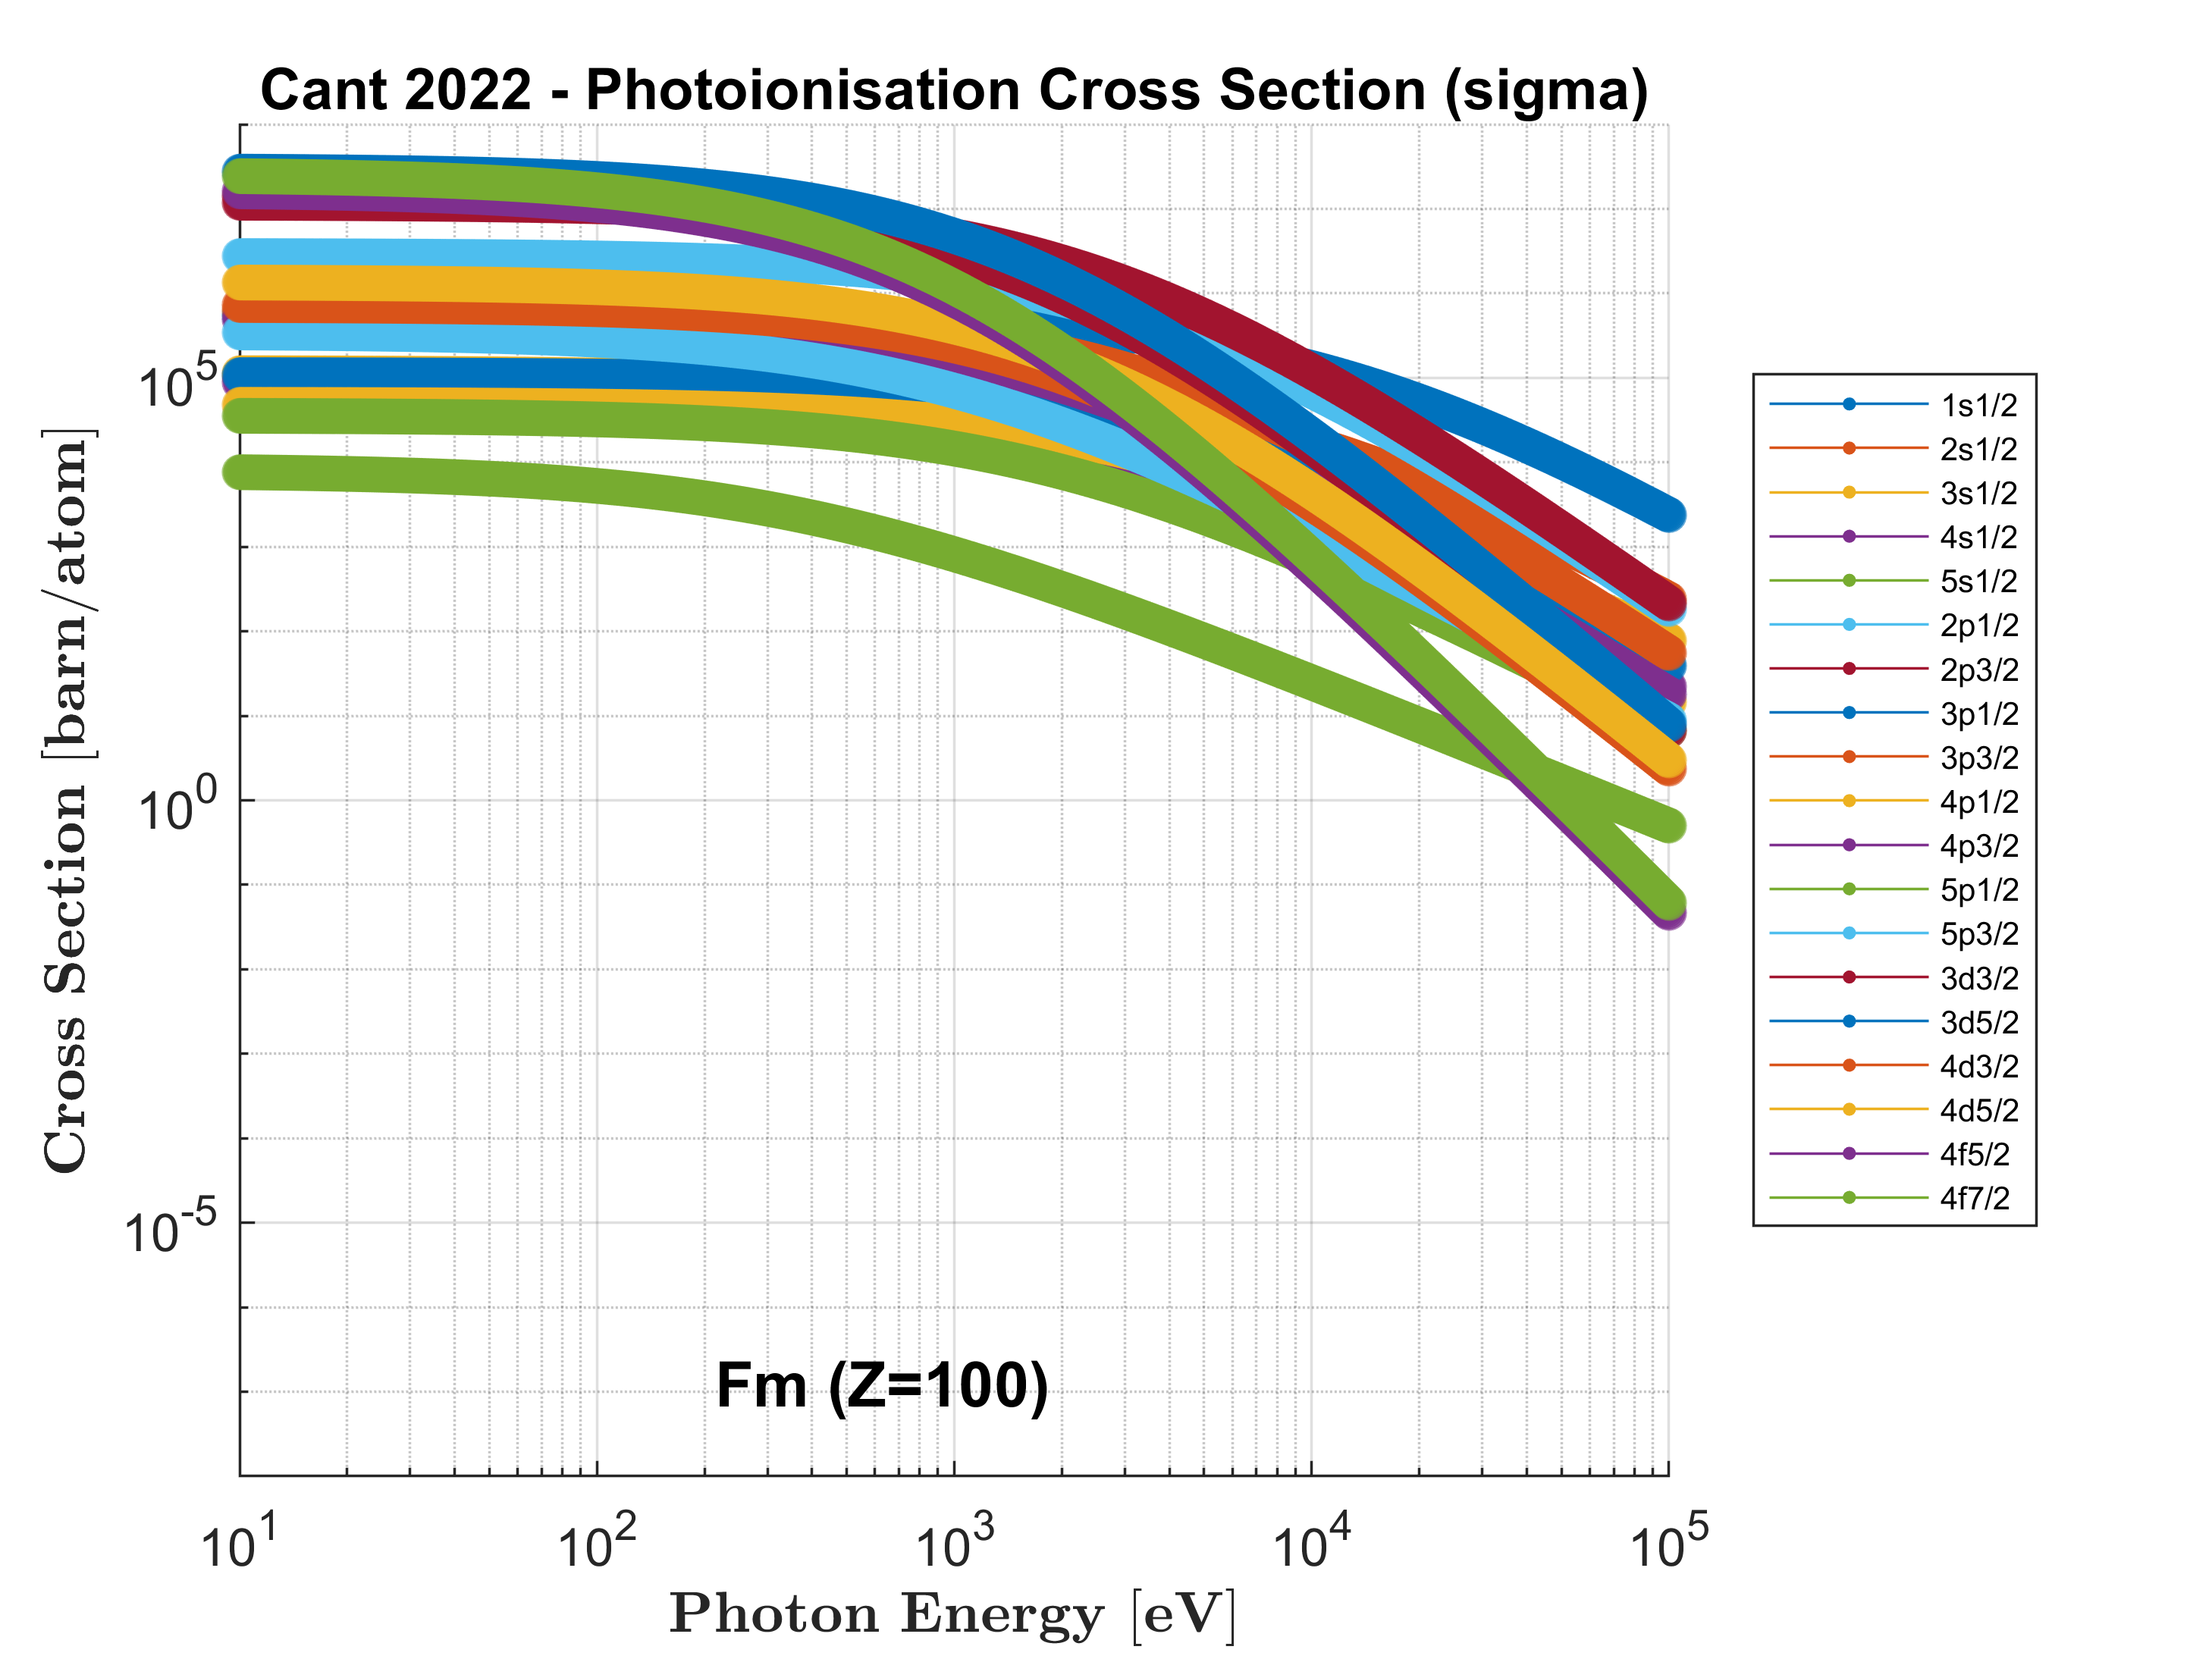 Cant 2022 - Photoionisation Cross Section (sigma)
Cross Section [barn/atom]
10^5
10^0
10^-5
Fm (Z=100)
10^1 10^2 10^3 10^4 10^5
Photon Energy [eV]
1s1/2
2s1/2
3s1/2
4s1/2
5s1/2
2p1/2
2p3/2
3p1/2
3p3/2
4p1/2
4p3/2
5p1/2
5p3/2
3d3/2
3d5/2
4d3/2
4d5/2
4f5/2
4f7/2